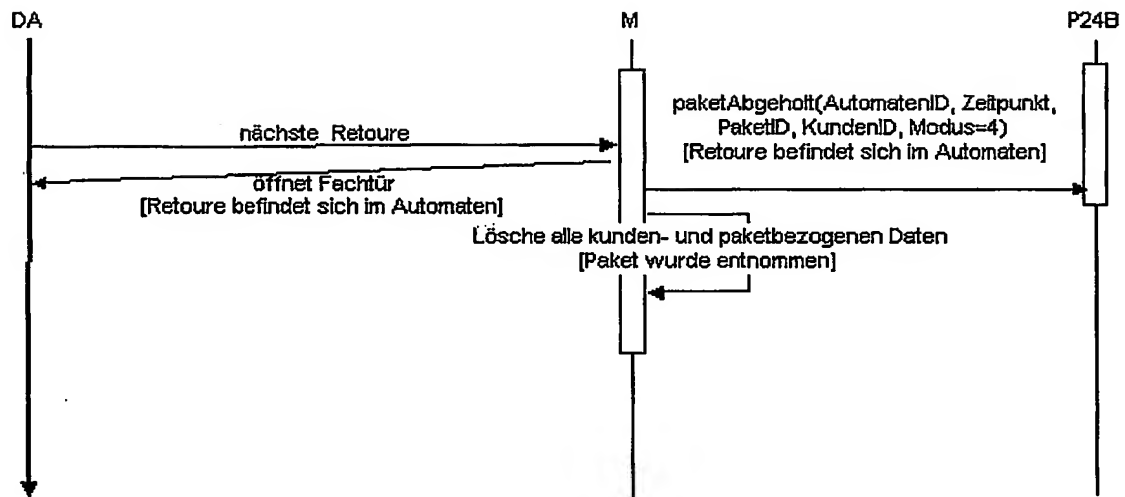 DA
M
P24B
paketAbgeholt(AutomatenID, Zeitpunkt,
PaketID, KundenID, Modus=4)
[Retoure befindet sich im Automaten]
nächste Retoure
öffnet Fachtür
[Retoure befindet sich im Automaten]
Lösche alle kunden- und paketbezogenen Daten
[Paket wurde entnommen]